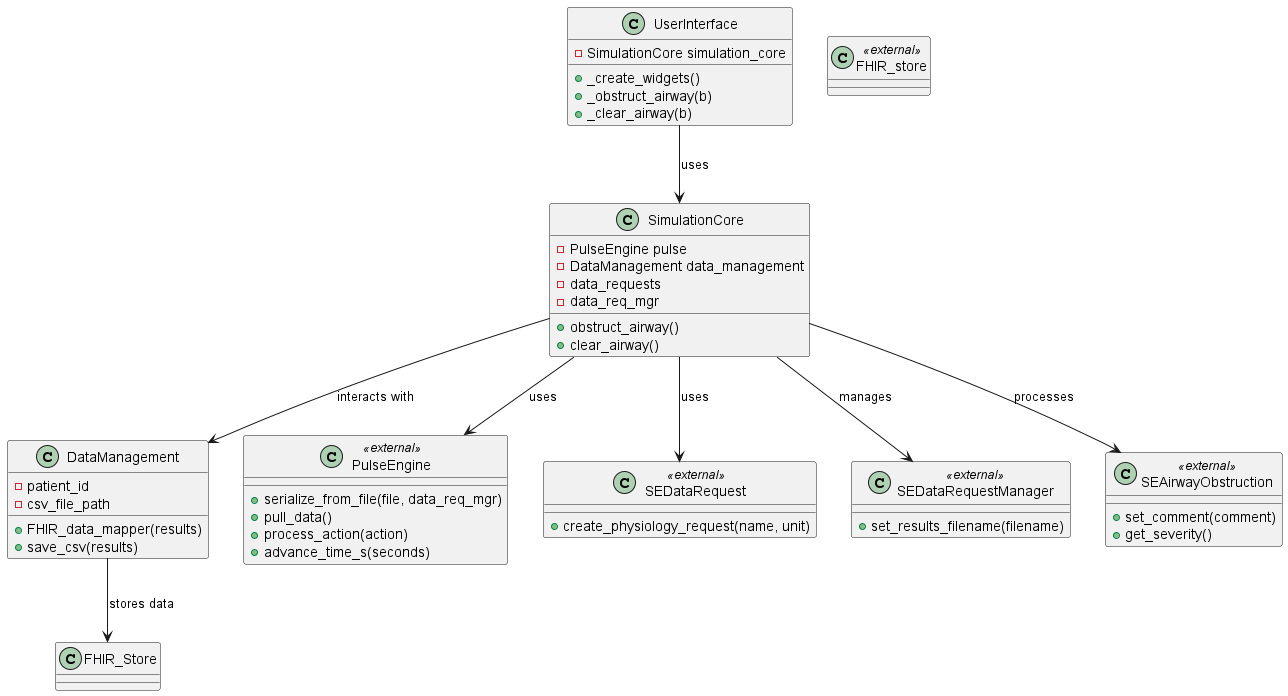 C UserInterface
SimulationCore simulation_core
_create_widgets()
_obstruct_airway(b)
_clear_airway(b)
C «external»
FHIR_store
uses
C SimulationCore
PulseEngine pulse
DataManagement data_management
data_requests
data_req_mgr
obstruct_airway()
clear_airway()
interacts with
uses
uses
manages
processes
C DataManagement
patient_id
csv_file_path
FHIR_data_mapper(results)
save_csv(results)
C «external»
PulseEngine
serialize_from_file(file, data_req_mgr)
pull_data()
process_action(action)
advance_time_s(seconds)
C «external»
SEDataRequest
create_physiology_request(name, unit)
C «external»
SEDataRequestManager
set_results_filename(filename)
C «external»
SEAirwayObstruction
set_comment(comment)
get_severity()
stores data
C FHIR_Store